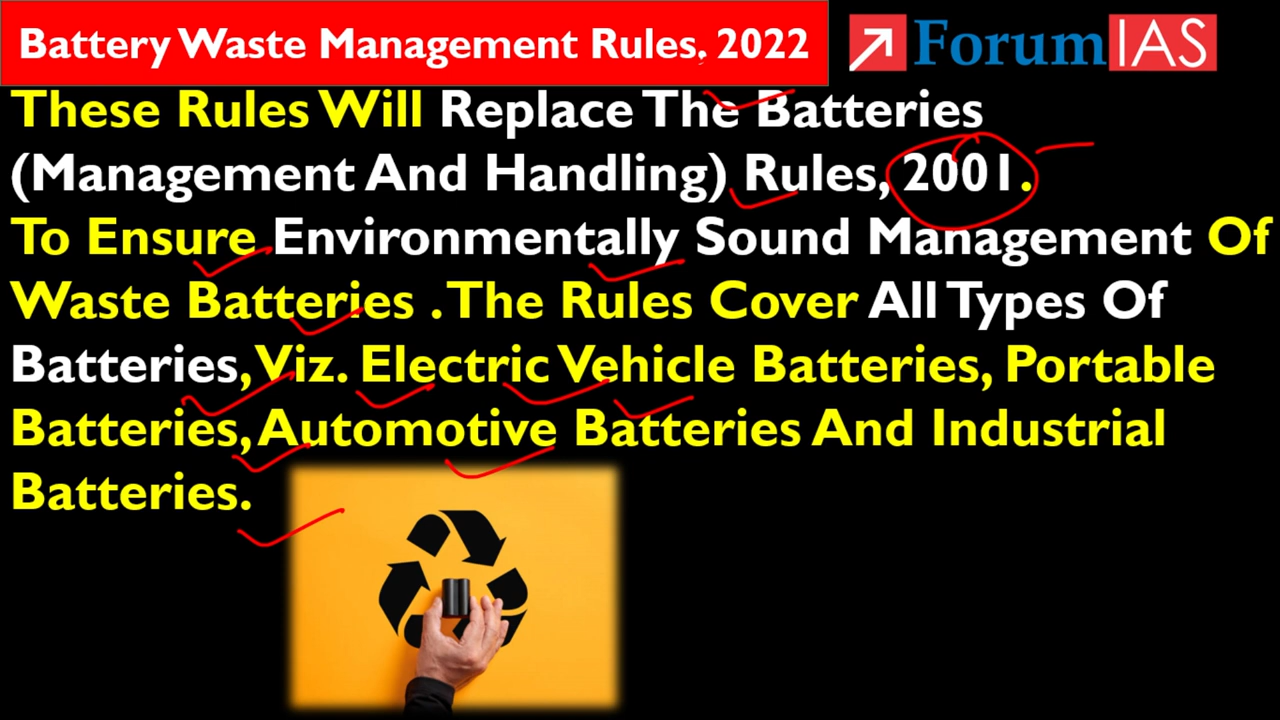 Battery Waste Management Rules, 2022
ForumIAS
These Rules Will Replace The Batteries
(Management And Handling) Rules, 2001.
To Ensure Environmentally Sound Management Of
Waste Batteries . The Rules Cover All Types Of
Batteries, Viz. Electric Vehicle Batteries, Portable
Batteries, Automotive Batteries And Industrial
Batteries.